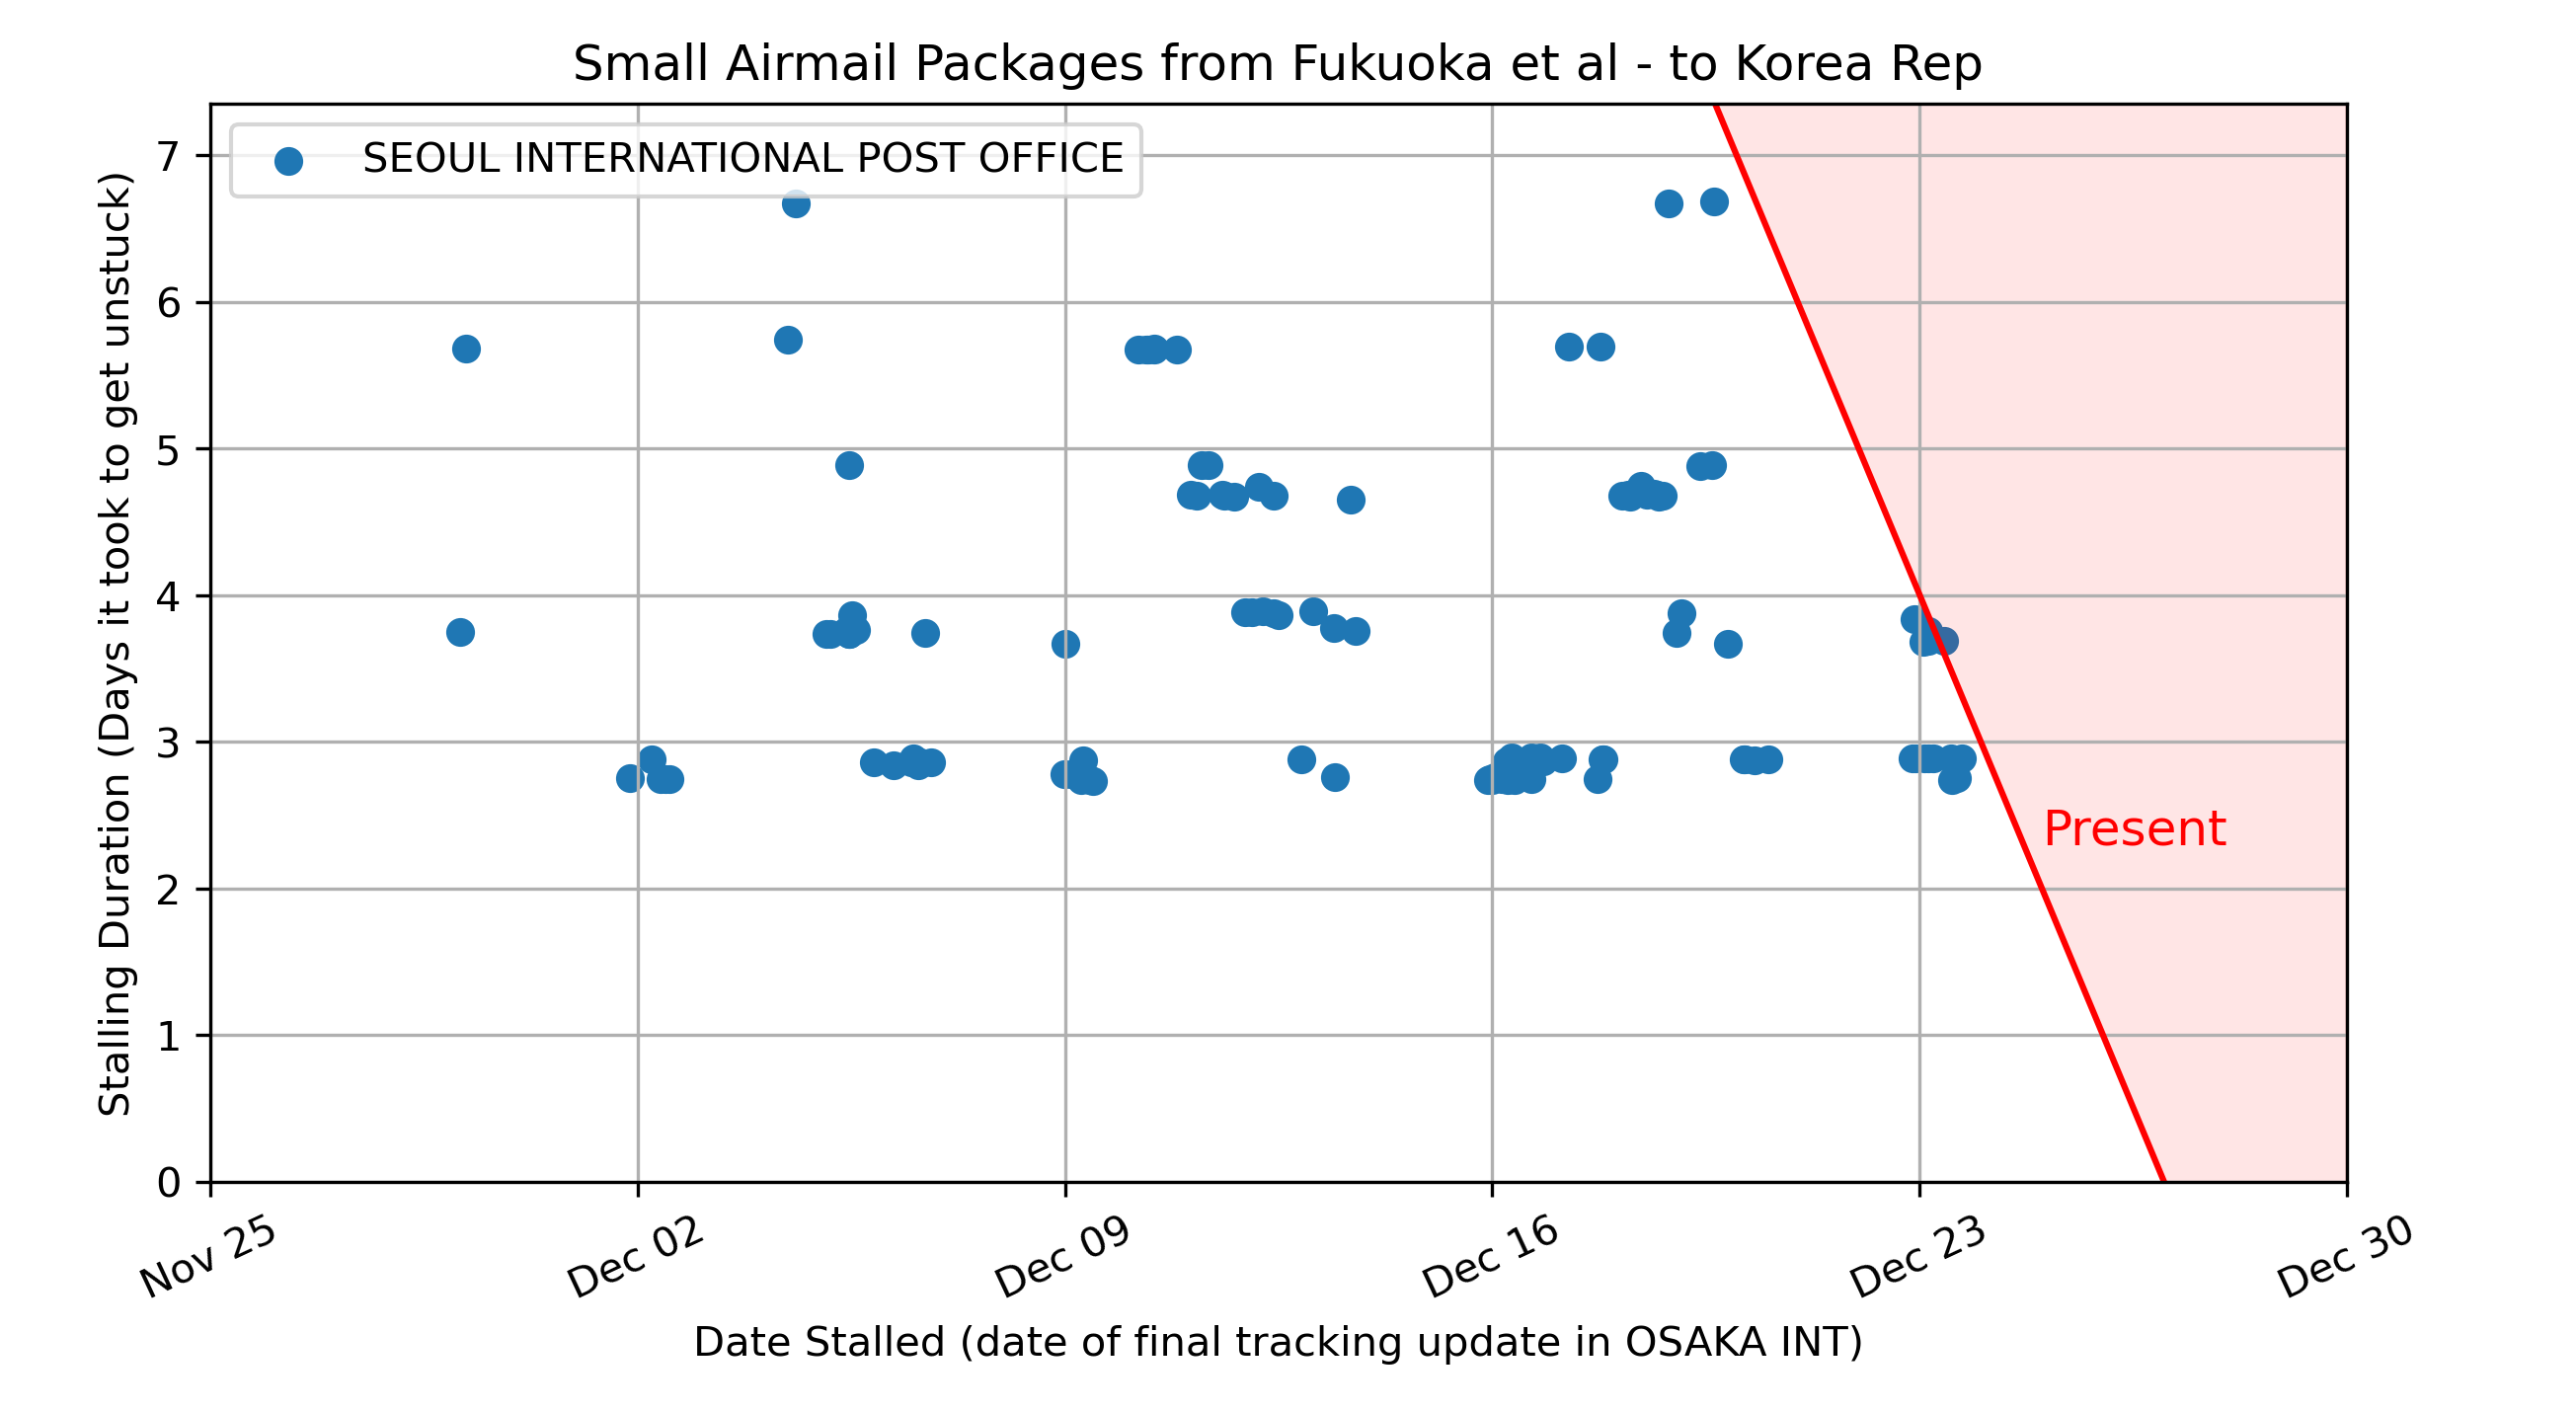 Small Airmail Packages from Fukuoka et al - to Korea Rep
SEOUL INTERNATIONAL POST OFFICE
Stalling Duration (Days it took to get unstuck)
7
6
5
4
3
2
1
0
Present
Nov 25
Dec 02
Dec 09
Dec 16
Dec 23
Dec 30
Date Stalled (date of final tracking update in OSAKA INT)